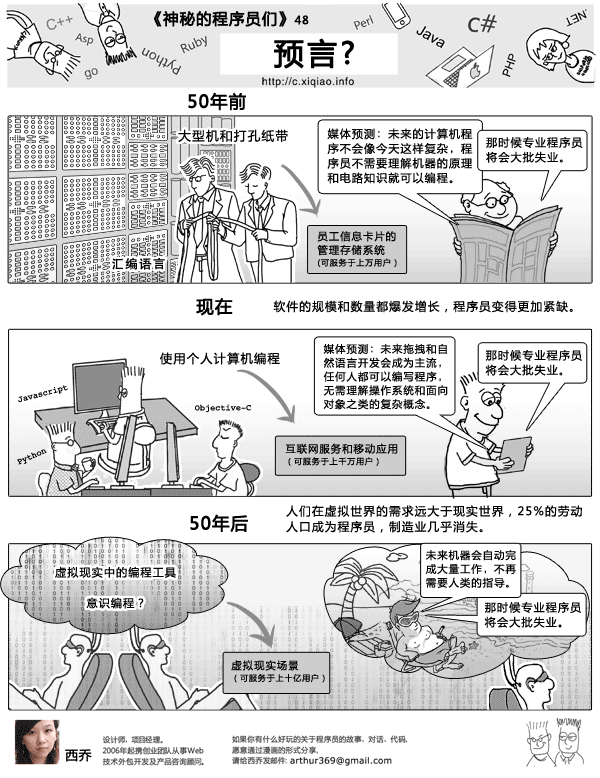 《神秘的程序员们》48
预言?
http://c.xiqiao.info
C++
Asp
go
Python
Ruby
Perl
Java
C#
PHP
.NET
50年前
大型机和打孔纸带
汇编语言
员工信息卡片的
管理存储系统
(可服务于上万用户)
媒体预测：未来的计算机程
序不会像今天这样复杂，程
序员不需要理解机器的原理
和电路知识就可以编程。
那时候专业程序员
将会大批失业。
现在
软件的规模和数量都爆发增长，程序员变得更加紧缺。
使用个人计算机编程
Javascript
Objective-C
Python
互联网服务和移动应用
(可服务于上千万用户)
媒体预测：未来拖拽和自
然语言开发会成为主流，
任何人都可以编写程序，
无需理解操作系统和面向
对象之类的复杂概念。
那时候专业程序员
将会大批失业。
50年后
人们在虚拟世界的需求远大于现实世界，25%的劳动
人口成为程序员，制造业几乎消失。
虚拟现实中的编程工具
意识编程？
虚拟现实场景
(可服务于上十亿用户)
未来机器会自动完
成大量工作，不再
需要人类的指导。
那时候专业程序员
将会大批失业。
西乔
设计师、项目经理。
2006年起携创业团队从事Web
技术外包开发及产品咨询顾问。
如果你有什么好玩的关于程序员的故事、对话、代码,
愿意通过漫画的形式分享,
请给西乔发邮件: arthur369@gmail.com